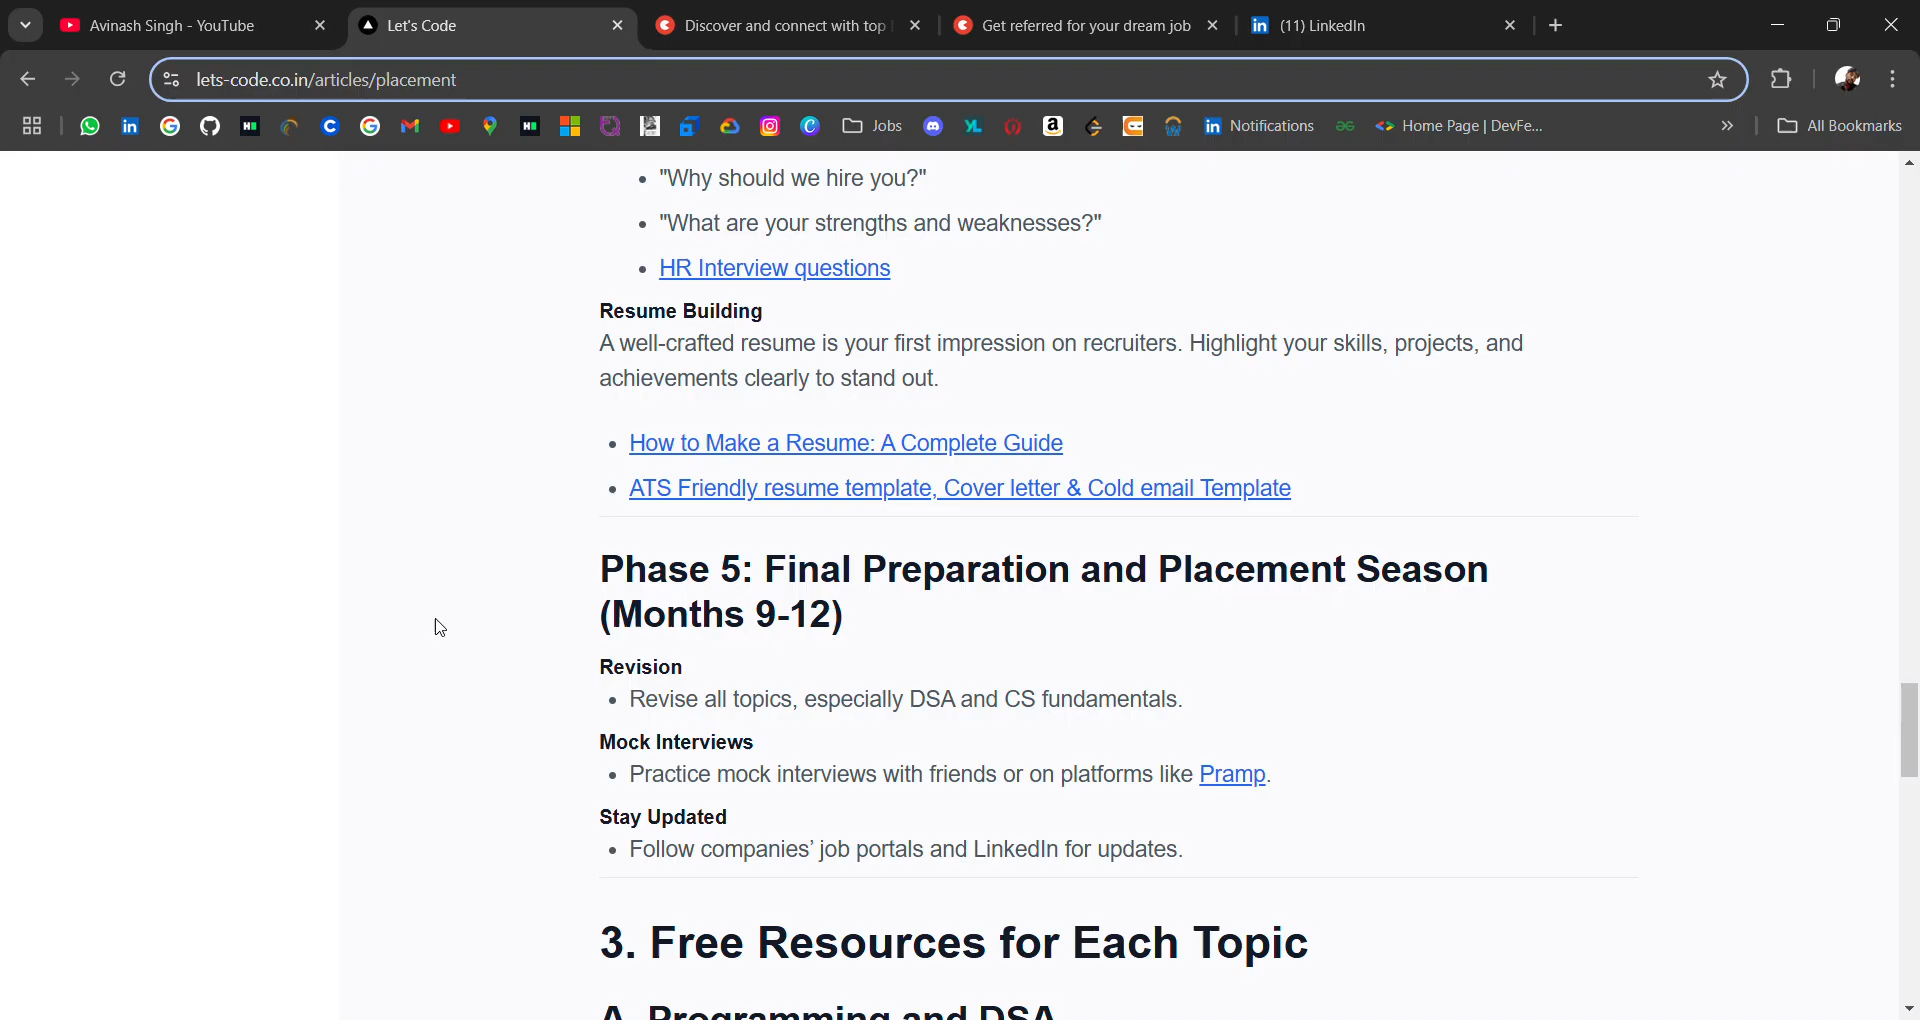 Avinash Singh - YouTube
Let's Code
Discover and connect with top
Get referred for your dream job
(11) LinkedIn
lets-code.co.in/articles/placement
Jobs
Notifications
Home Page | DevFe...
All Bookmarks
• "Why should we hire you?"
• "What are your strengths and weaknesses?"
• HR Interview questions
Resume Building
A well-crafted resume is your first impression on recruiters. Highlight your skills, projects, and
achievements clearly to stand out.
• How to Make a Resume: A Complete Guide
• ATS Friendly resume template, Cover letter & Cold email Template
Phase 5: Final Preparation and Placement Season
(Months 9-12)
Revision
• Revise all topics, especially DSA and CS fundamentals.
Mock Interviews
• Practice mock interviews with friends or on platforms like Pramp.
Stay Updated
• Follow companies’ job portals and LinkedIn for updates.
3. Free Resources for Each Topic
A. Programming and DSA